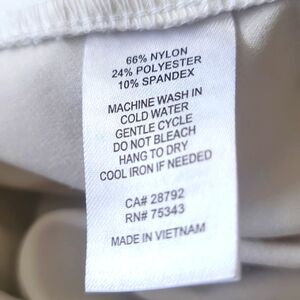 66% NYLON
24% POLYESTER
10% SPANDEX
MACHINE WASH IN
COLD WATER
GENTLE CYCLE
DO NOT BLEACH
HANG TO DRY
COOL IRON IF NEEDED
CA# 28792
RN# 75343
MADE IN VIETNAM